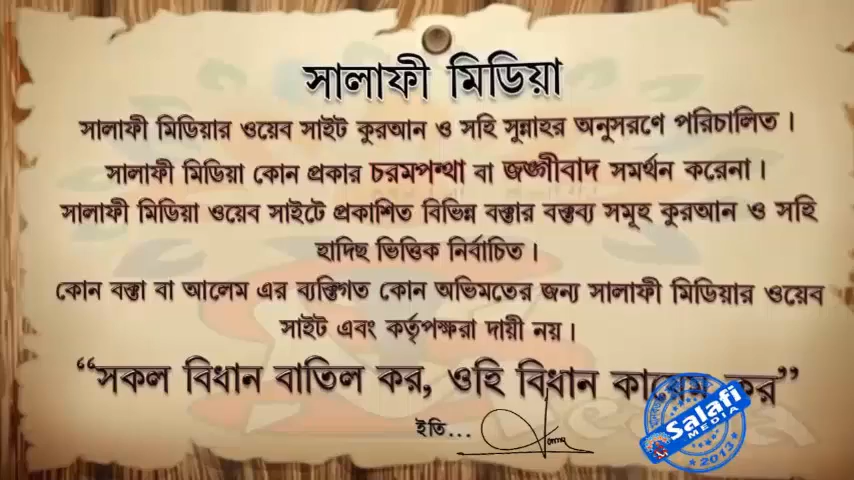 সালাফী মিডিয়া
সালাফী মিডিয়ার ওয়েব সাইট কুরআন ও সহি সুন্নাহর অনুসরণে পরিচালিত ।
সালাফী মিডিয়া কোন প্রকার চরমপন্থা বা জঙ্গীবাদ সমর্থন করেনা ।
সালাফী মিডিয়া ওয়েব সাইটে প্রকাশিত বিভিন্ন বক্তার বক্তব্য সমূহ কুরআন ও সহি
হাদিছ ভিত্তিক নির্বাচিত ।
কোন বক্তা বা আলেম এর ব্যক্তিগত কোন অভিমতের জন্য সালাফী মিডিয়ার ওয়েব
সাইট এবং কর্তৃপক্ষরা দায়ী নয় ।
“সকল বিধান বাতিল কর, ওহি বিধান কায়েম কর”
ইতি...
Salafi
MEDIA
2013